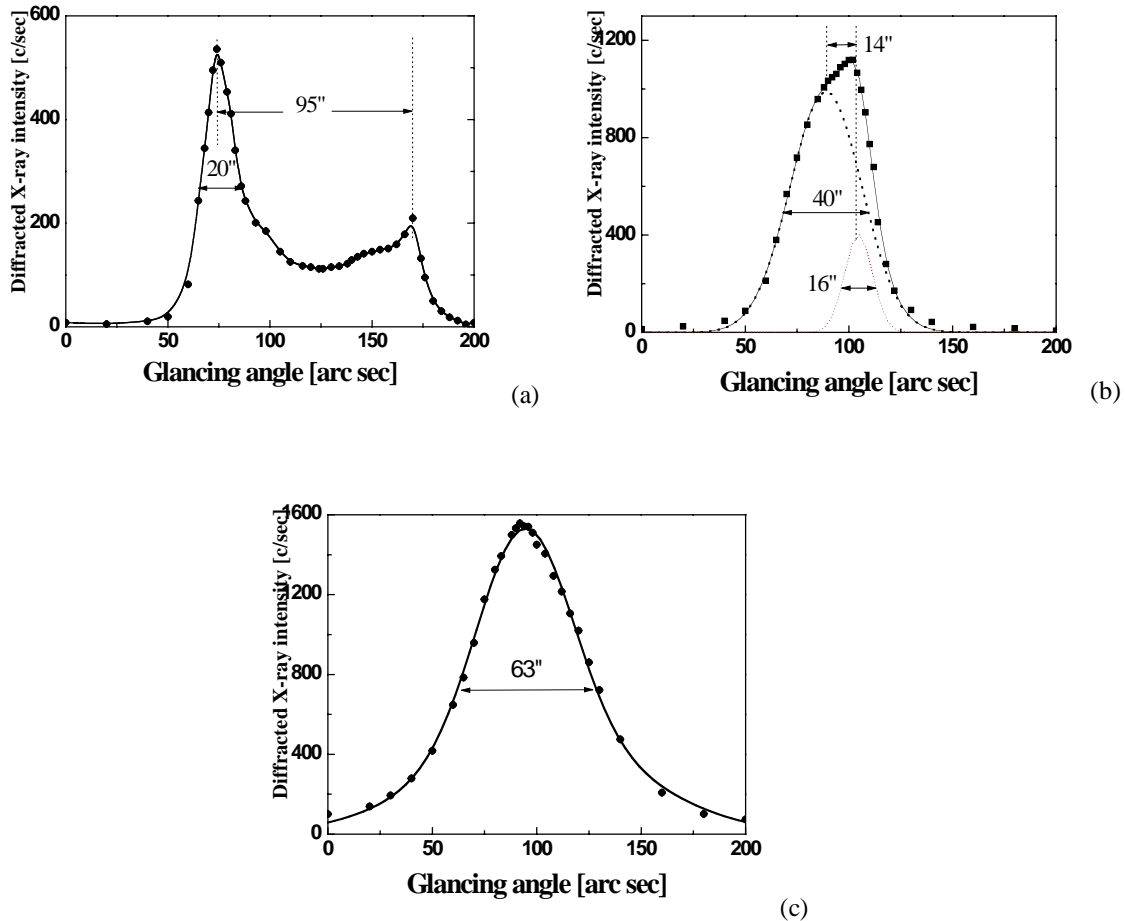 Diffracted X-ray intensity [c/sec]
600
400
200
0
95"
20"
0 50 100 150 200
Glancing angle [arc sec]
(a)
Diffracted X-ray intensity [c/sec]
1200
800
400
0
14"
40"
16"
0 50 100 150 200
Glancing angle [arc sec]
(b)
Diffracted X-ray intensity [c/sec]
1600
1200
800
400
0
63"
0 50 100 150 200
Glancing angle [arc sec]
(c)